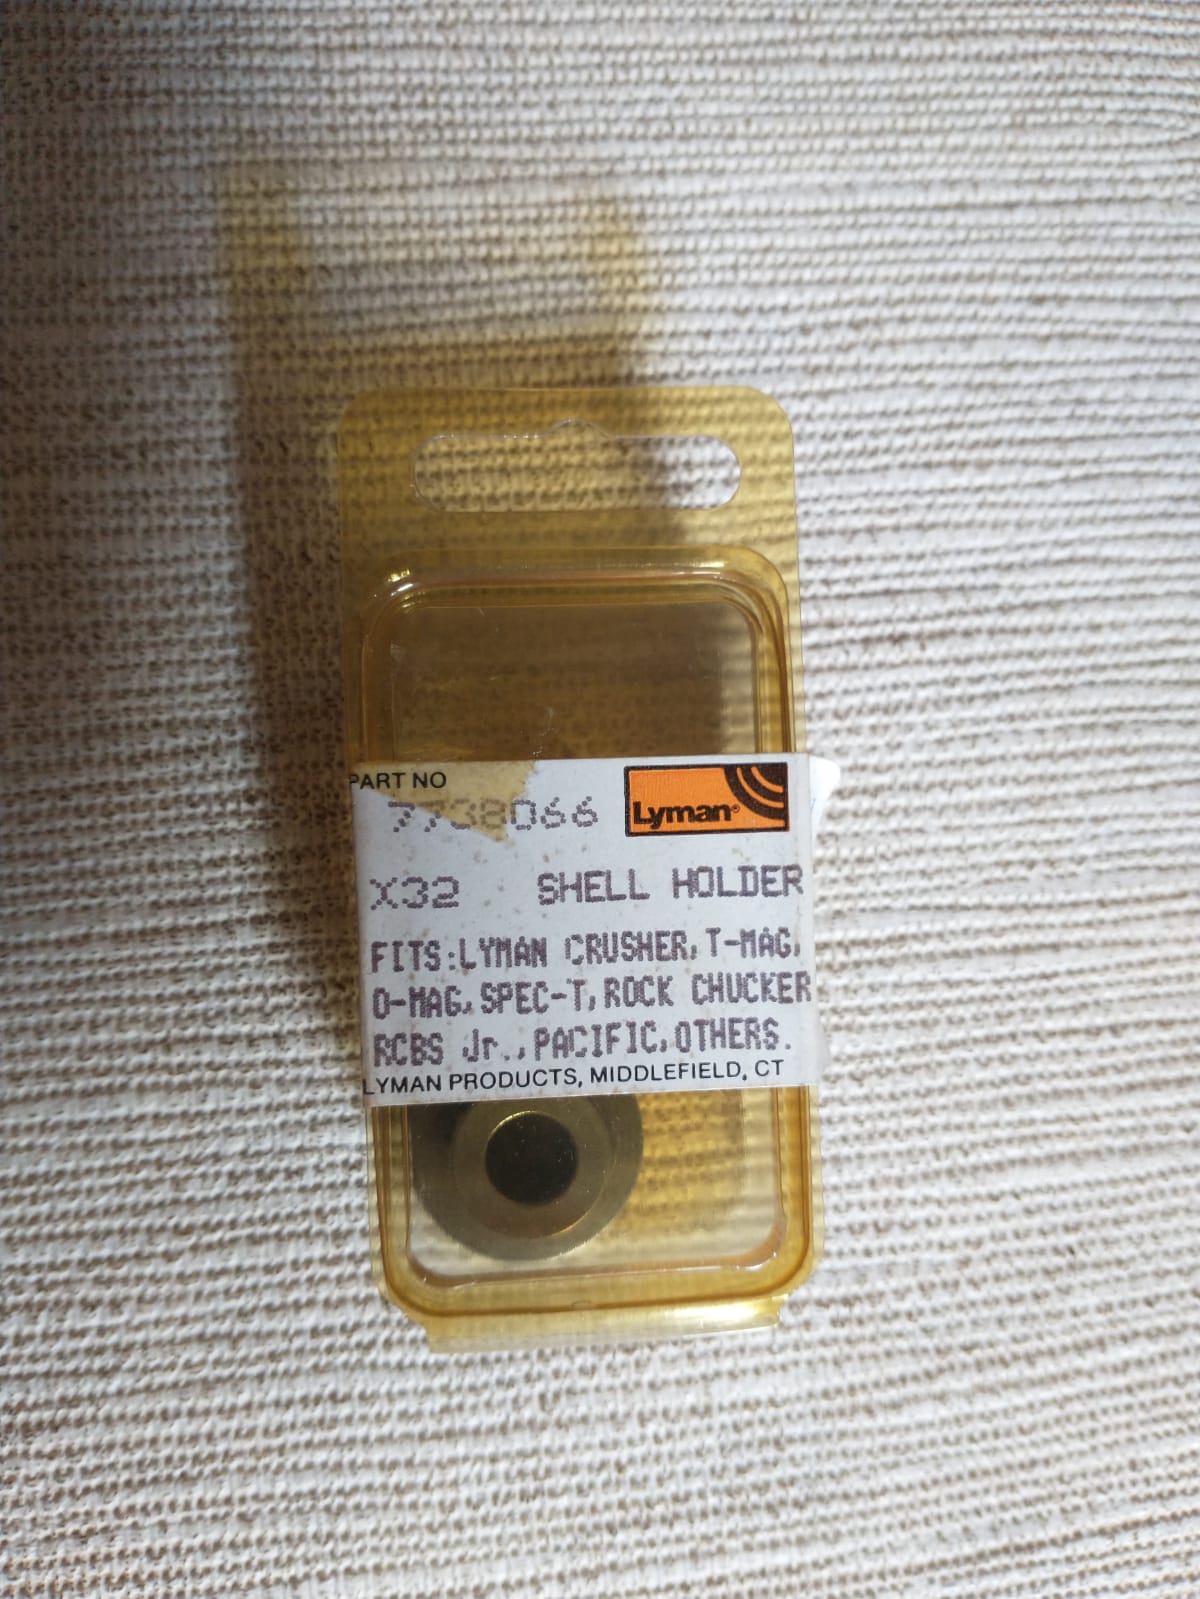 PART NO
7738066
Lyman®
X32 SHELL HOLDER
FITS:LYMAN CRUSHER,T-MAG,
O-MAG,SPEC-T,ROCK CHUCKER
RCBS Jr.,PACIFIC,OTHERS.
LYMAN PRODUCTS, MIDDLEFIELD, CT